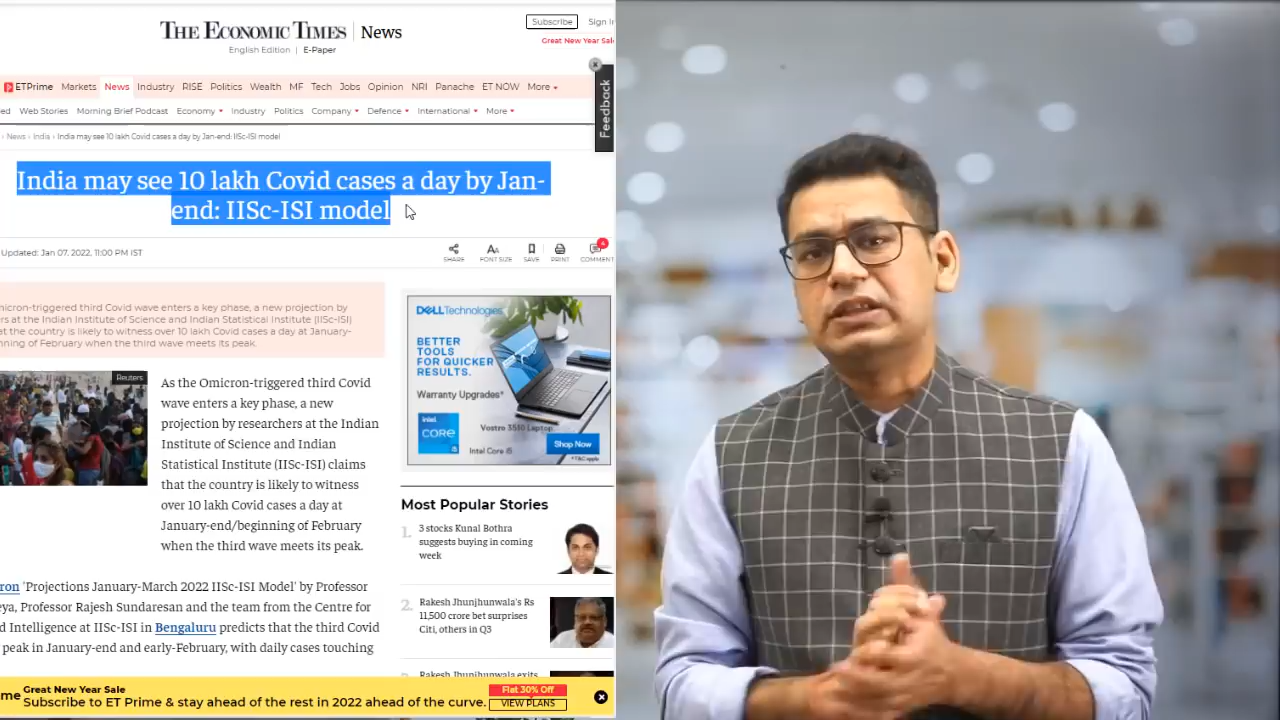 THE ECONOMIC TIMES | News
Subscribe Sign In
English Edition | E-Paper
Great New Year Sale
ETPrime Markets News Industry RISE Politics Wealth MF Tech Jobs Opinion NRI Panache ET NOW More
Web Stories Morning Brief Podcast Economy Industry Politics Company Defence International More
Feedback
News › India › India may see 10 lakh Covid cases a day by Jan-end: IISc-ISI model
India may see 10 lakh Covid cases a day by Jan-
end: IISc-ISI model
Updated: Jan 07, 2022, 11:00 PM IST
SHARE FONT SIZE SAVE PRINT COMMENT
4
micron-triggered third Covid wave enters a key phase, a new projection by
rs at the Indian Institute of Science and Indian Statistical Institute (IISc-ISI)
at the country is likely to witness over 10 lakh Covid cases a day at January-
nning of February when the third wave meets its peak.
Reuters
As the Omicron-triggered third Covid
wave enters a key phase, a new
projection by researchers at the Indian
Institute of Science and Indian
Statistical Institute (IISc-ISI) claims
that the country is likely to witness
over 10 lakh Covid cases a day at
January-end/beginning of February
when the third wave meets its peak.
ron 'Projections January-March 2022 IISc-ISI Model' by Professor
eya, Professor Rajesh Sundaresan and the team from the Centre for
d Intelligence at IISc-ISI in Bengaluru predicts that the third Covid
peak in January-end and early-February, with daily cases touching
DELL Technologies
BETTER
TOOLS
FOR QUICKER
RESULTS.
Warranty Upgrades*
intel
CORE i5
Vostro 3510 Laptop
Intel Core i5
Shop Now
*T&C apply
Most Popular Stories
1. 3 stocks Kunal Bothra
suggests buying in coming
week
2. Rakesh Jhunjhunwala's Rs
11,500 crore bet surprises
Citi, others in Q3
me Great New Year Sale
Subscribe to ET Prime & stay ahead of the rest in 2022 ahead of the curve.
Flat 30% Off
VIEW PLANS